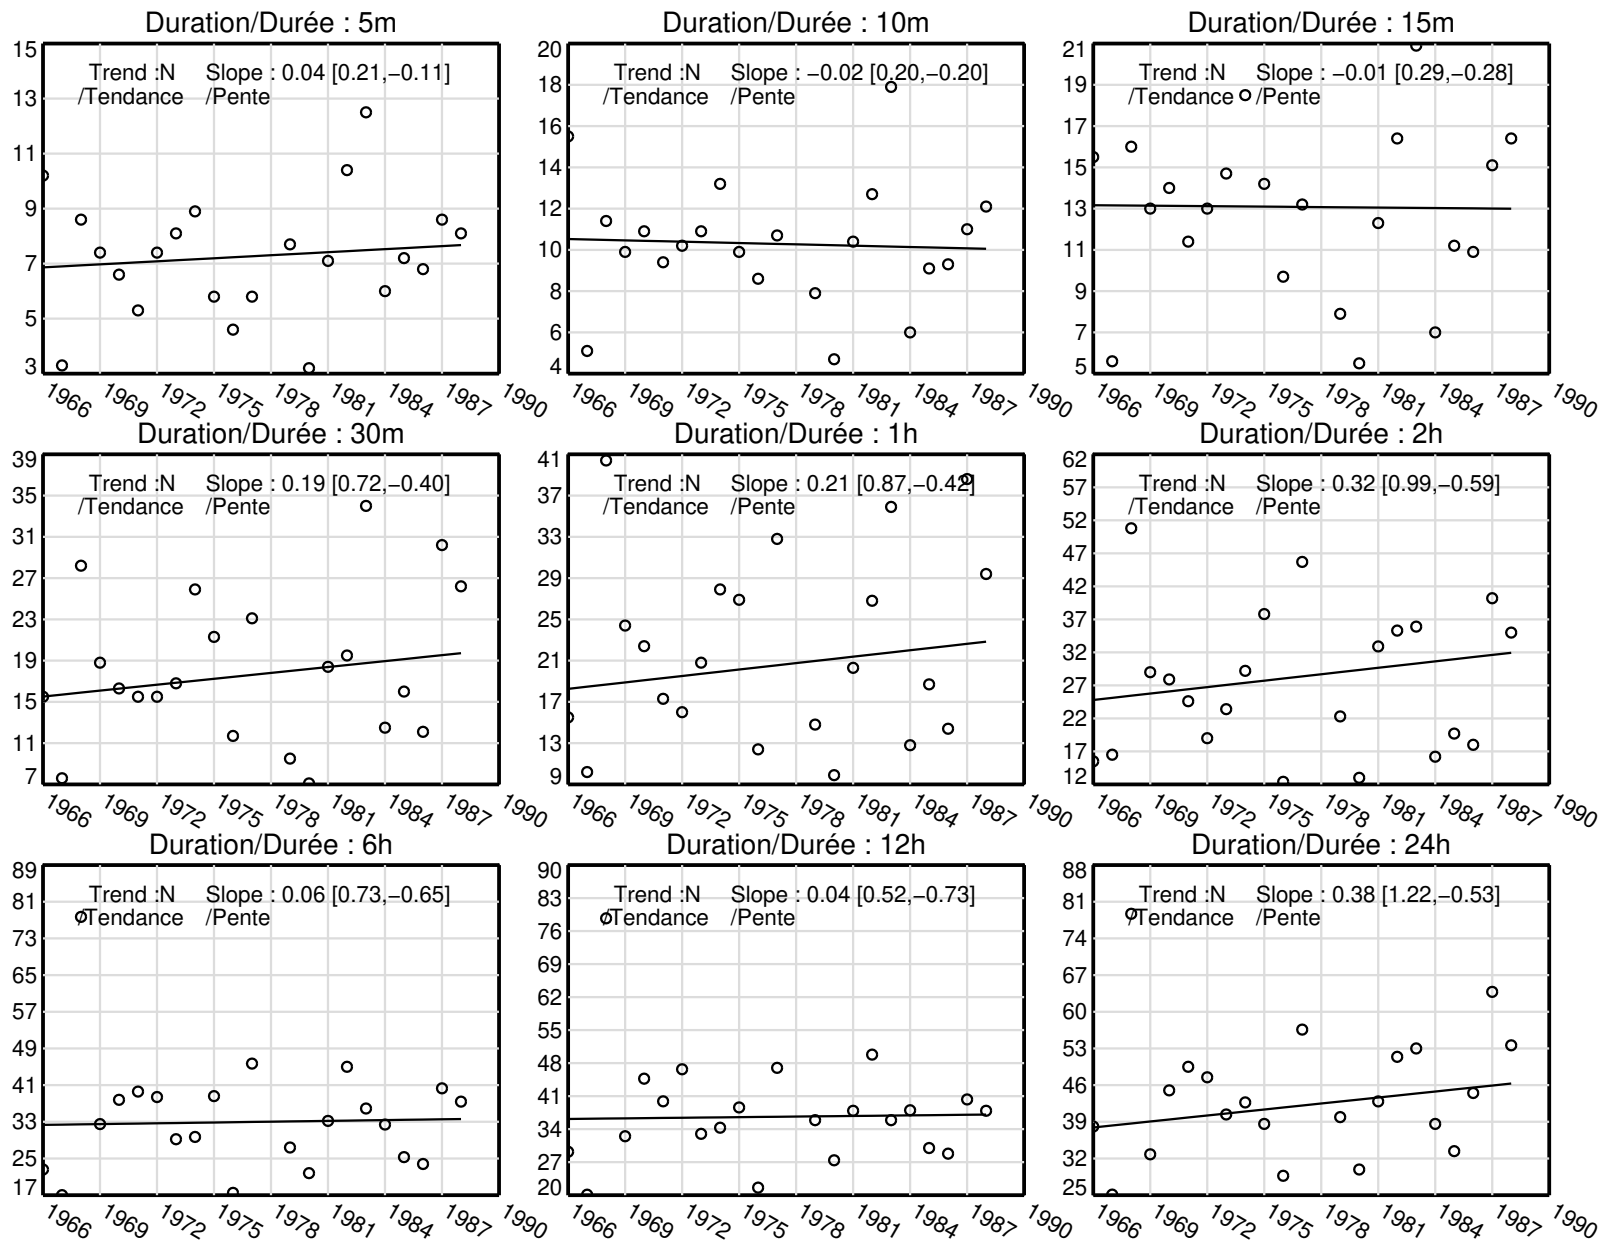 Duration/Durée : 5m
Trend :N Slope : 0.04 [0.21,−0.11]
/Tendance /Pente
15
13
11
9
7
5
3
1966 1969 1972 1975 1978 1981 1984 1987 1990
Duration/Durée : 10m
Trend :N Slope : −0.02 [0.20,−0.20]
/Tendance /Pente
20
18
16
14
12
10
8
6
4
1966 1969 1972 1975 1978 1981 1984 1987 1990
Duration/Durée : 15m
Trend :N Slope : −0.01 [0.29,−0.28]
/Tendance /Pente
21
19
17
15
13
11
9
7
5
1966 1969 1972 1975 1978 1981 1984 1987 1990
Duration/Durée : 30m
Trend :N Slope : 0.19 [0.72,−0.40]
/Tendance /Pente
39
35
31
27
23
19
15
11
7
1966 1969 1972 1975 1978 1981 1984 1987 1990
Duration/Durée : 1h
Trend :N Slope : 0.21 [0.87,−0.42]
/Tendance /Pente
41
37
33
29
25
21
17
13
9
1966 1969 1972 1975 1978 1981 1984 1987 1990
Duration/Durée : 2h
Trend :N Slope : 0.32 [0.99,−0.59]
/Tendance /Pente
62
57
52
47
42
37
32
27
22
17
12
1966 1969 1972 1975 1978 1981 1984 1987 1990
Duration/Durée : 6h
Trend :N Slope : 0.06 [0.73,−0.65]
/Tendance /Pente
89
81
73
65
57
49
41
33
25
17
1966 1969 1972 1975 1978 1981 1984 1987 1990
Duration/Durée : 12h
Trend :N Slope : 0.04 [0.52,−0.73]
/Tendance /Pente
90
83
76
69
62
55
48
41
34
27
20
1966 1969 1972 1975 1978 1981 1984 1987 1990
Duration/Durée : 24h
Trend :N Slope : 0.38 [1.22,−0.53]
/Tendance /Pente
88
81
74
67
60
53
46
39
32
25
1966 1969 1972 1975 1978 1981 1984 1987 1990